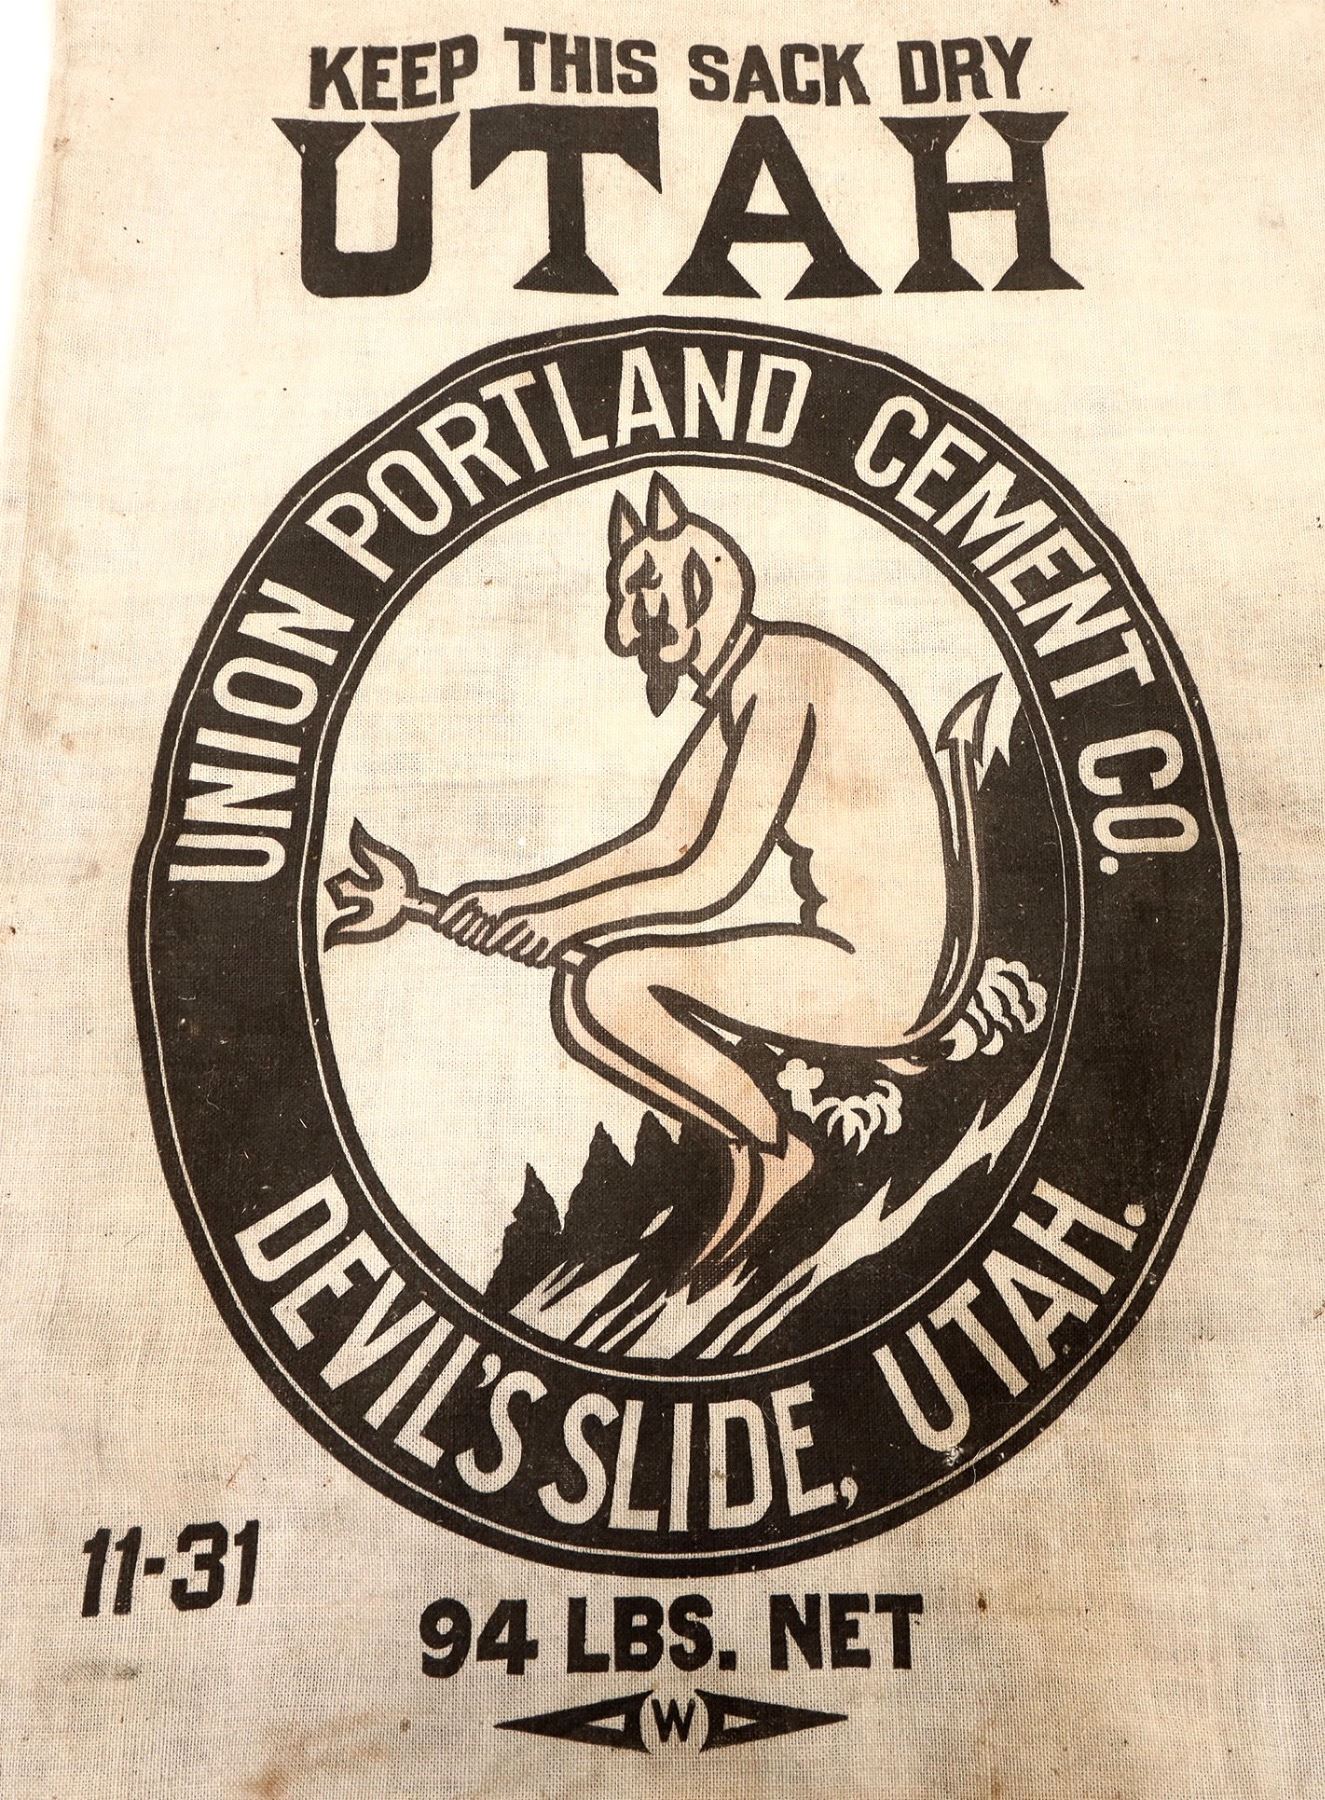 KEEP THIS SACK DRY
UTAH
UNION PORTLAND CEMENT CO.
DEVIL'S SLIDE, UTAH.
11-31
94 LBS. NET
W